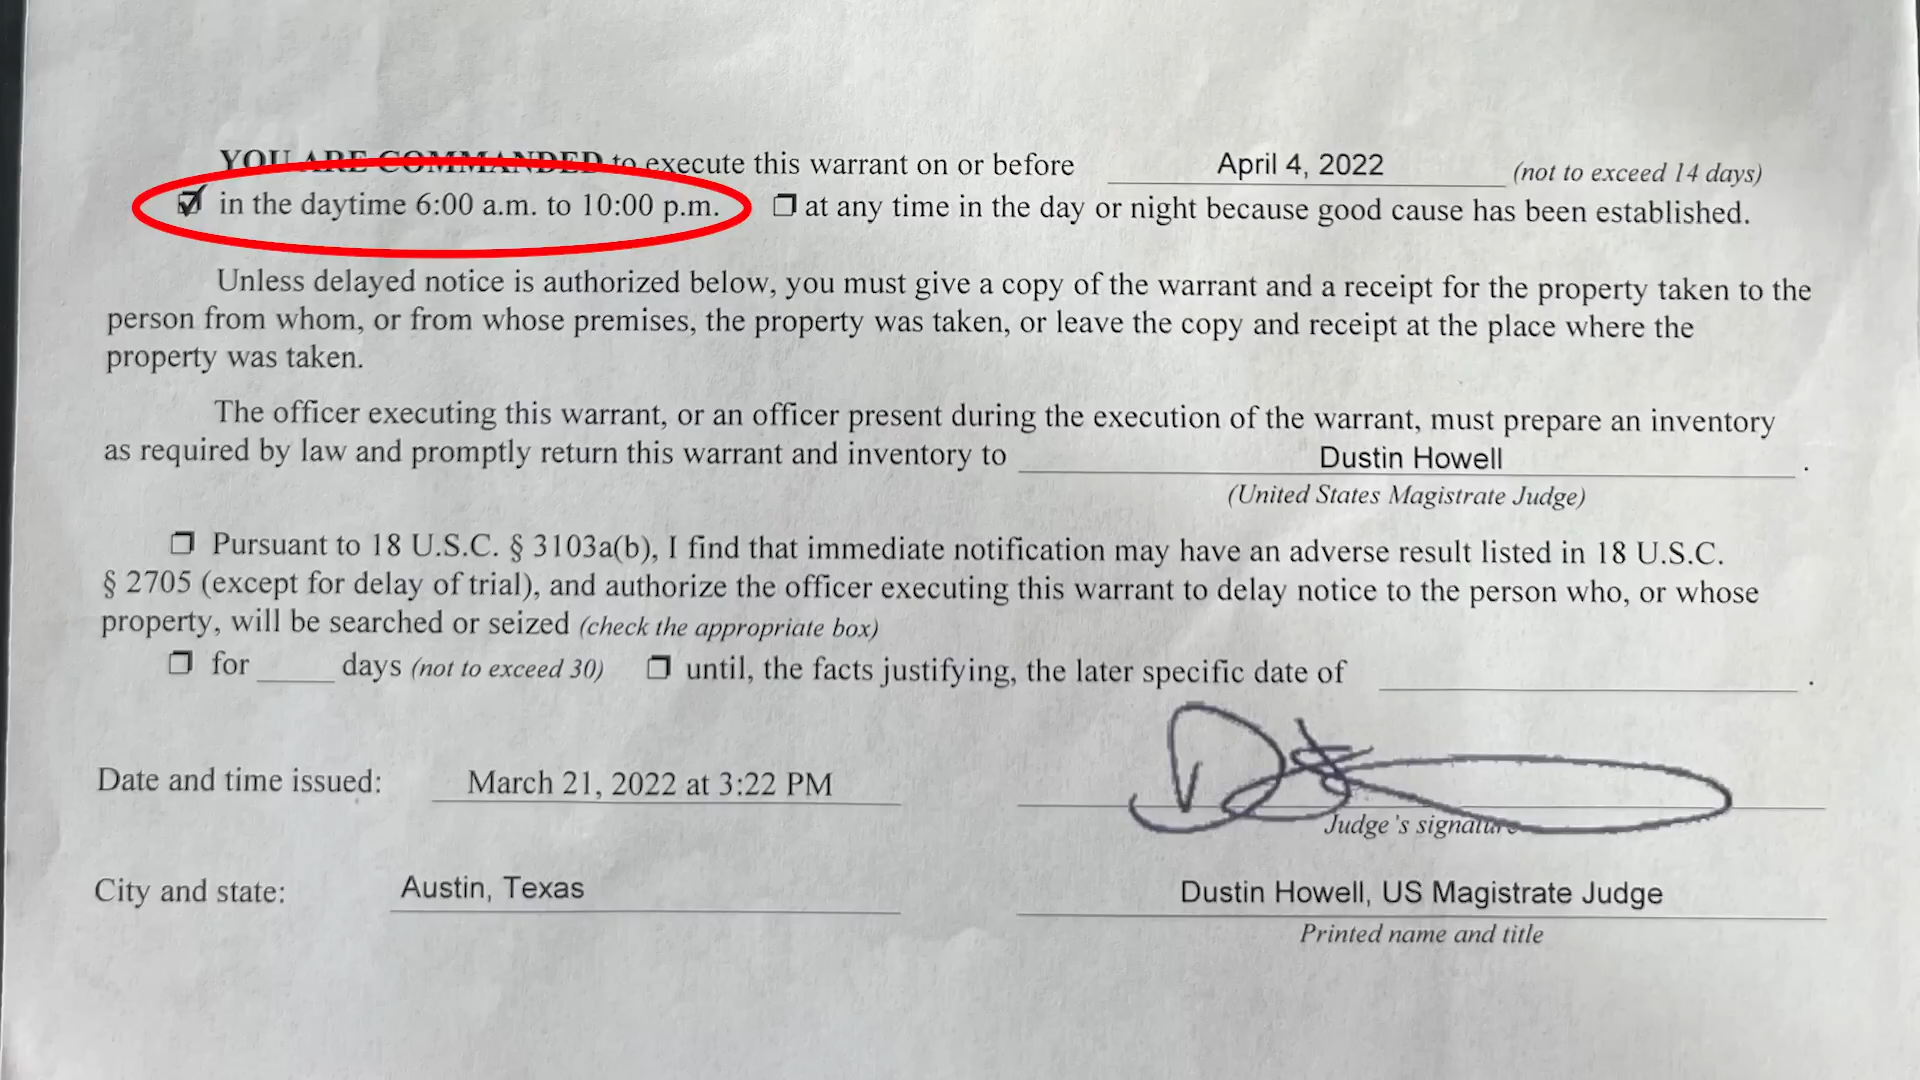 YOU ARE COMMANDED to execute this warrant on or before April 4, 2022 (not to exceed 14 days)
in the daytime 6:00 a.m. to 10:00 p.m. at any time in the day or night because good cause has been established.
Unless delayed notice is authorized below, you must give a copy of the warrant and a receipt for the property taken to the
person from whom, or from whose premises, the property was taken, or leave the copy and receipt at the place where the
property was taken.
The officer executing this warrant, or an officer present during the execution of the warrant, must prepare an inventory
as required by law and promptly return this warrant and inventory to Dustin Howell .
(United States Magistrate Judge)
Pursuant to 18 U.S.C. § 3103a(b), I find that immediate notification may have an adverse result listed in 18 U.S.C.
§ 2705 (except for delay of trial), and authorize the officer executing this warrant to delay notice to the person who, or whose
property, will be searched or seized (check the appropriate box)
for ____ days (not to exceed 30) until, the facts justifying, the later specific date of .
Date and time issued: March 21, 2022 at 3:22 PM
Judge's signature
City and state: Austin, Texas Dustin Howell, US Magistrate Judge
Printed name and title